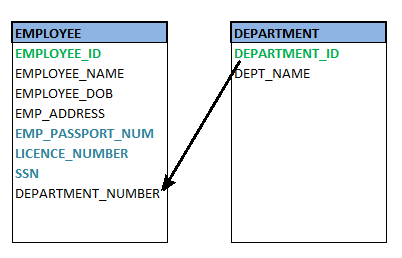 EMPLOYEE
EMPLOYEE_ID
EMPLOYEE_NAME
EMPLOYEE_DOB
EMP_ADDRESS
EMP_PASSPORT_NUM
LICENCE_NUMBER
SSN
DEPARTMENT_NUMBER
DEPARTMENT
DEPARTMENT_ID
DEPT_NAME